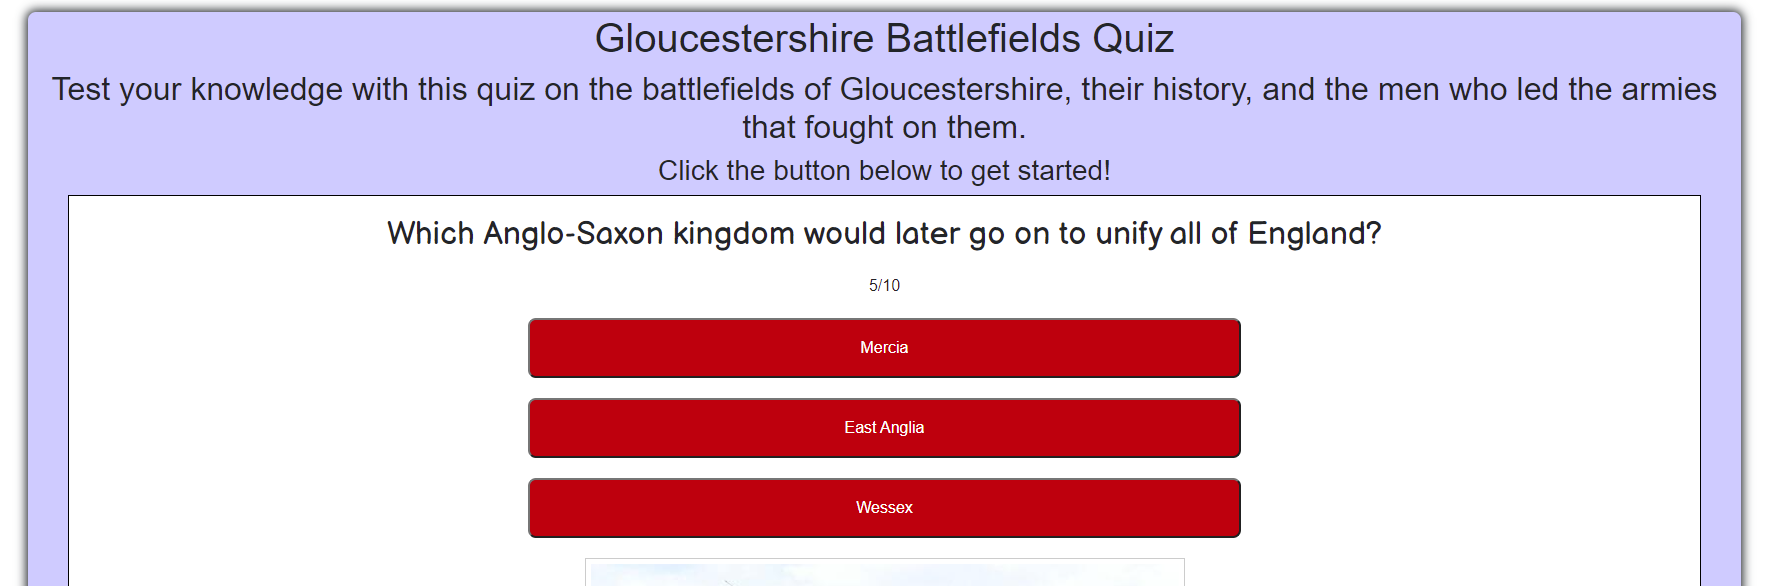 Gloucestershire Battlefields Quiz
Test your knowledge with this quiz on the battlefields of Gloucestershire, their history, and the men who led the armies
that fought on them.
Click the button below to get started!
Which Anglo-Saxon kingdom would later go on to unify all of England?
5/10
Mercia
East Anglia
Wessex